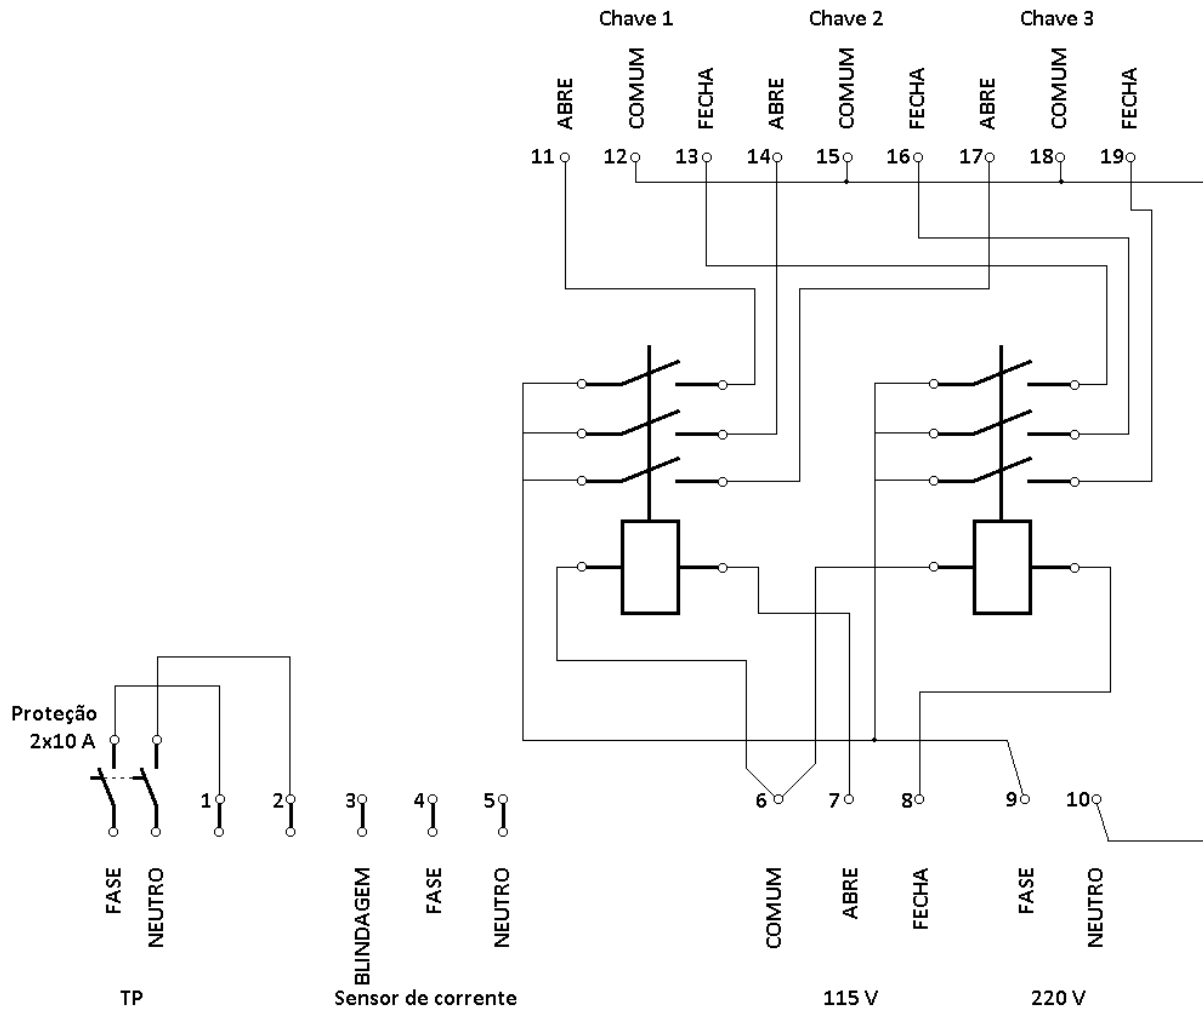 Chave 1 Chave 2 Chave 3
ABRE COMUM FECHA ABRE COMUM FECHA ABRE COMUM FECHA
11 12 13 14 15 16 17 18 19
Proteção
2x10 A
1 2 3 4 5 6 7 8 9 10
FASE NEUTRO BLINDAGEM FASE NEUTRO COMUM ABRE FECHA FASE NEUTRO
TP Sensor de corrente 115 V 220 V